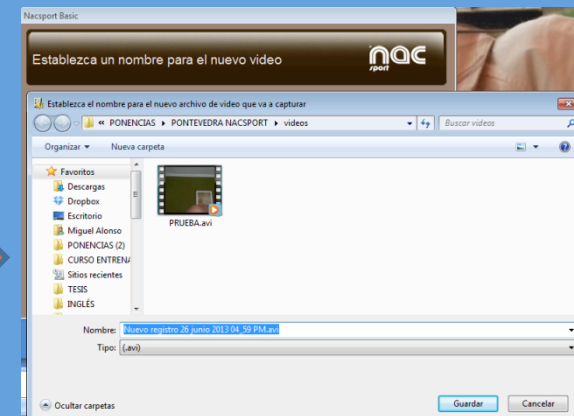 Nacsport Basic
Establezca un nombre para el nuevo video
nac
sport
Establezca el nombre para el nuevo archivo de video que va a capturar
« PONENCIAS ▸ PONTEVEDRA NACSPORT ▸ videos
Buscar videos
Organizar
Nueva carpeta
Favoritos
Descargas
Dropbox
Escritorio
Miguel Alonso
PONENCIAS (2)
CURSO ENTRENA
Sitios recientes
TESIS
INGLÉS
PRUEBA.avi
Nombre: Nuevo registro 26 junio 2013 04_59 PM.avi
Tipo: (.avi)
Ocultar carpetas
Guardar
Cancelar